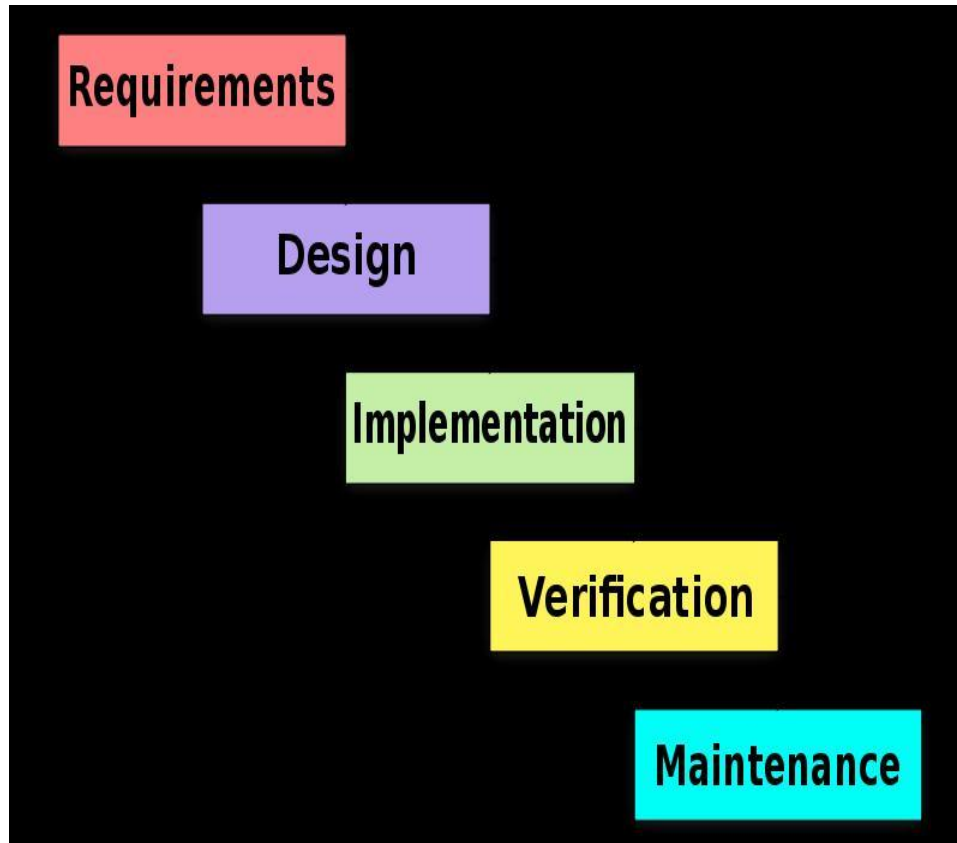 Requirements
Design
Implementation
Verification
Maintenance